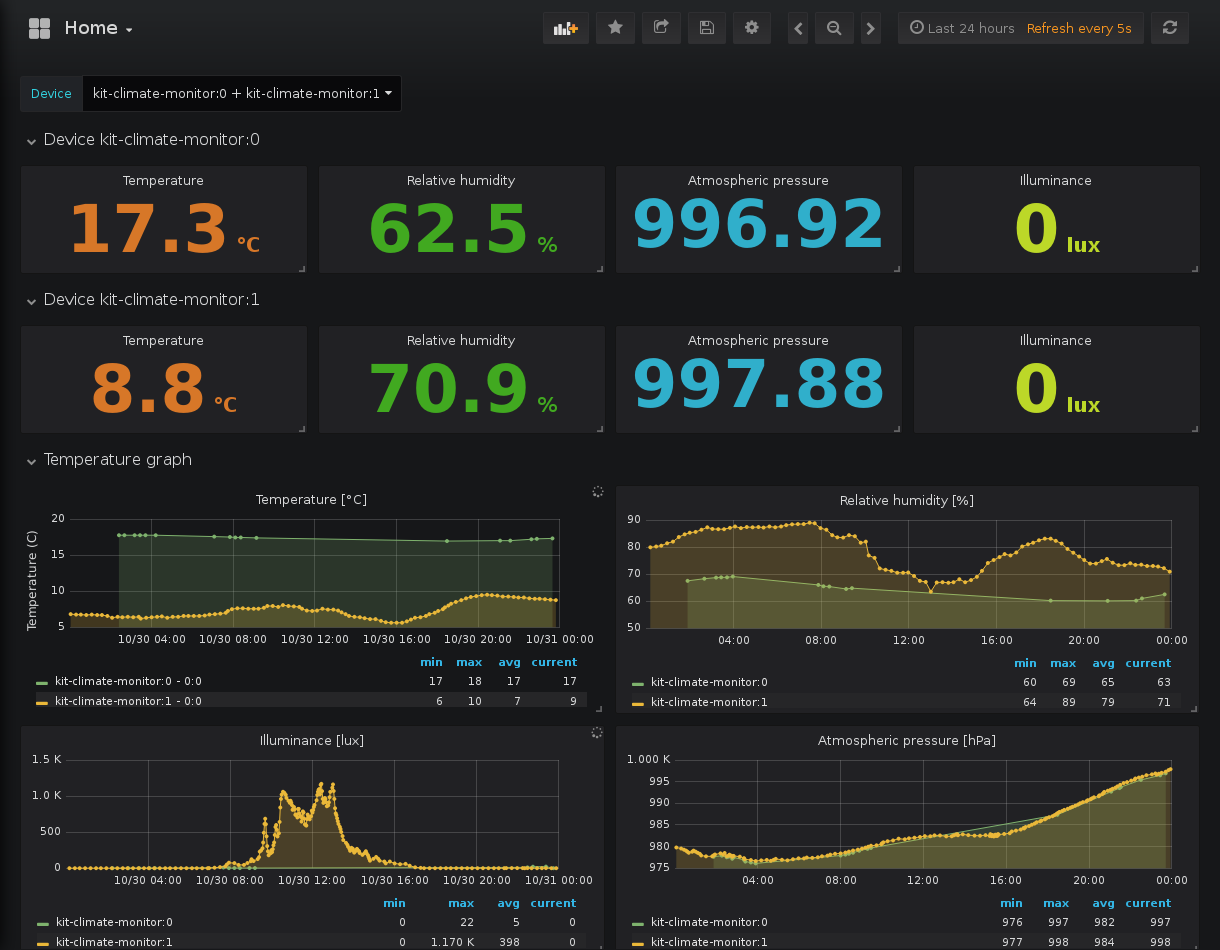 Home
Last 24 hours Refresh every 5s
Device kit-climate-monitor:0 + kit-climate-monitor:1
Device kit-climate-monitor:0
Temperature Relative humidity Atmospheric pressure Illuminance
17.3 °C 62.5 % 996.92 0 lux
Device kit-climate-monitor:1
Temperature Relative humidity Atmospheric pressure Illuminance
8.8 °C 70.9 % 997.88 0 lux
Temperature graph
Temperature [°C]
Temperature (C)
20
15
10
5
10/30 04:00 10/30 08:00 10/30 12:00 10/30 16:00 10/30 20:00 10/31 00:00
min max avg current
kit-climate-monitor:0 - 0:0 17 18 17 17
kit-climate-monitor:1 - 0:0 6 10 7 9
Relative humidity [%]
90
80
70
60
50
04:00 08:00 12:00 16:00 20:00 00:00
min max avg current
kit-climate-monitor:0 60 69 65 63
kit-climate-monitor:1 64 89 79 71
Illuminance [lux]
1.5 K
1.0 K
500
0
10/30 04:00 10/30 08:00 10/30 12:00 10/30 16:00 10/30 20:00 10/31 00:00
min max avg current
kit-climate-monitor:0 0 22 5 0
kit-climate-monitor:1 0 1.170 K 398 0
Atmospheric pressure [hPa]
1.000 K
995
990
985
980
975
04:00 08:00 12:00 16:00 20:00 00:00
min max avg current
kit-climate-monitor:0 976 997 982 997
kit-climate-monitor:1 977 998 984 998